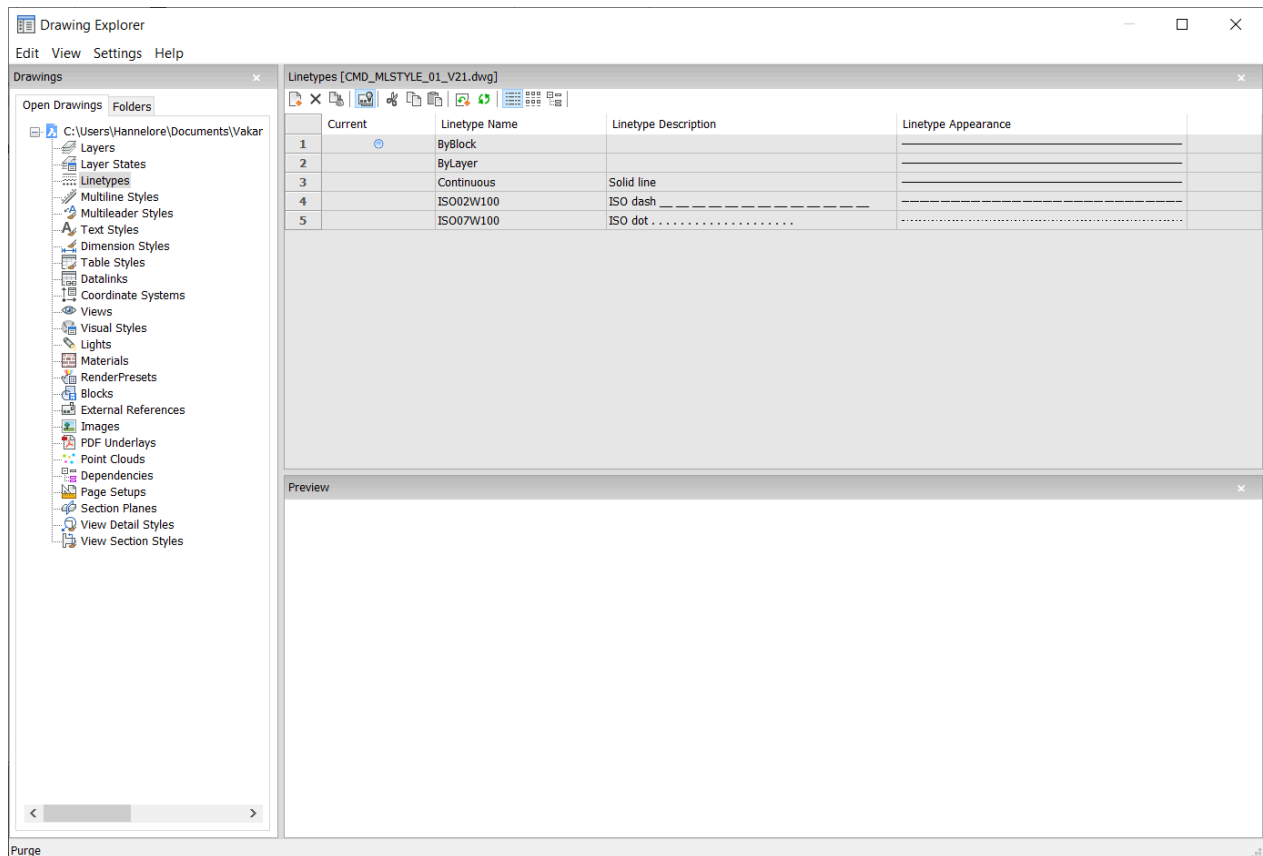 Drawing Explorer
Edit View Settings Help
Drawings
Open Drawings Folders
C:\Users\Hannelore\Documents\Vakar
Layers
Layer States
Linetypes
Multiline Styles
Multileader Styles
Text Styles
Dimension Styles
Table Styles
Datalinks
Coordinate Systems
Views
Visual Styles
Lights
Materials
RenderPresets
Blocks
External References
Images
PDF Underlays
Point Clouds
Dependencies
Page Setups
Section Planes
View Detail Styles
View Section Styles
Linetypes [CMD_MLSTYLE_01_V21.dwg]
Current Linetype Name Linetype Description Linetype Appearance
1 ByBlock
2 ByLayer
3 Continuous Solid line
4 ISO02W100 ISO dash __ __ __ __ __ __ __ __ __ __ __ __ __
5 ISO07W100 ISO dot . . . . . . . . . . . . . . . . . . . .
Preview
Purge